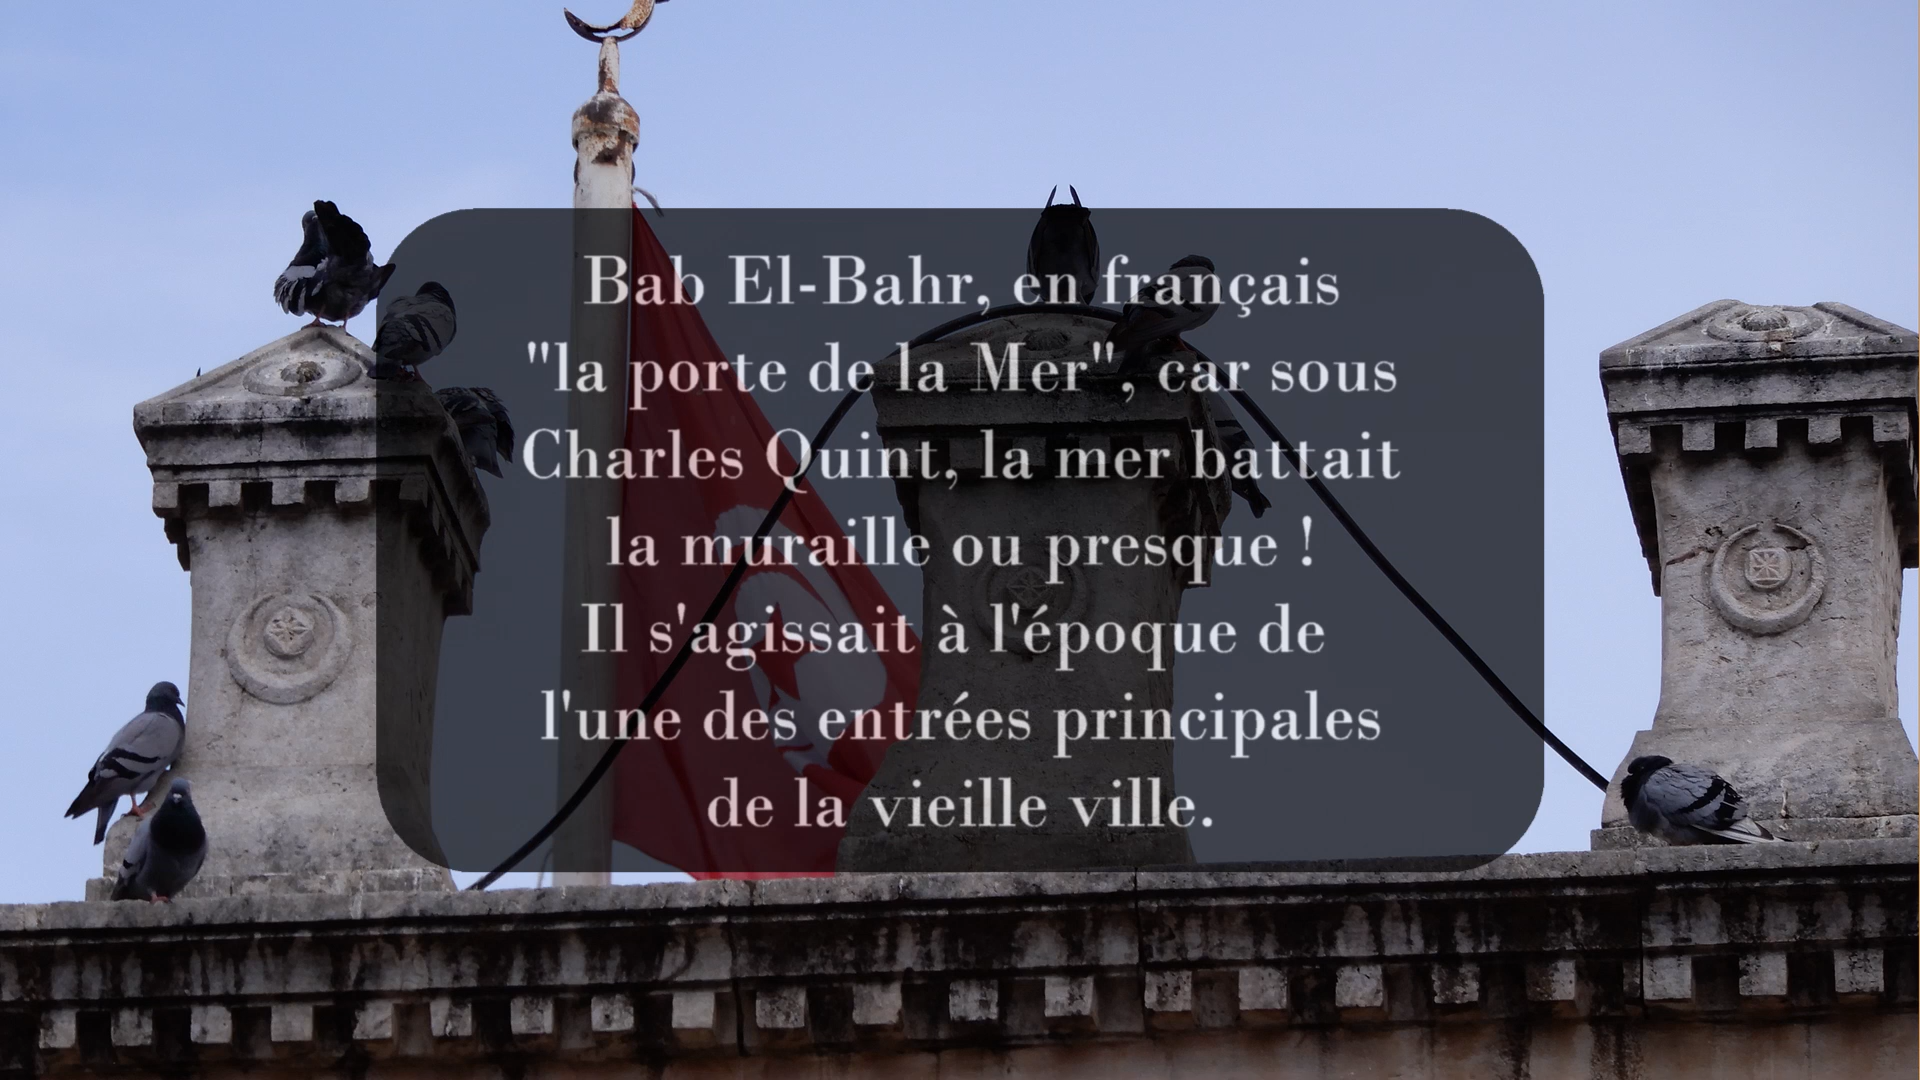 Bab El-Bahr, en français
"la porte de la Mer", car sous
Charles Quint, la mer battait
la muraille ou presque !
Il s'agissait à l'époque de
l'une des entrées principales
de la vieille ville.